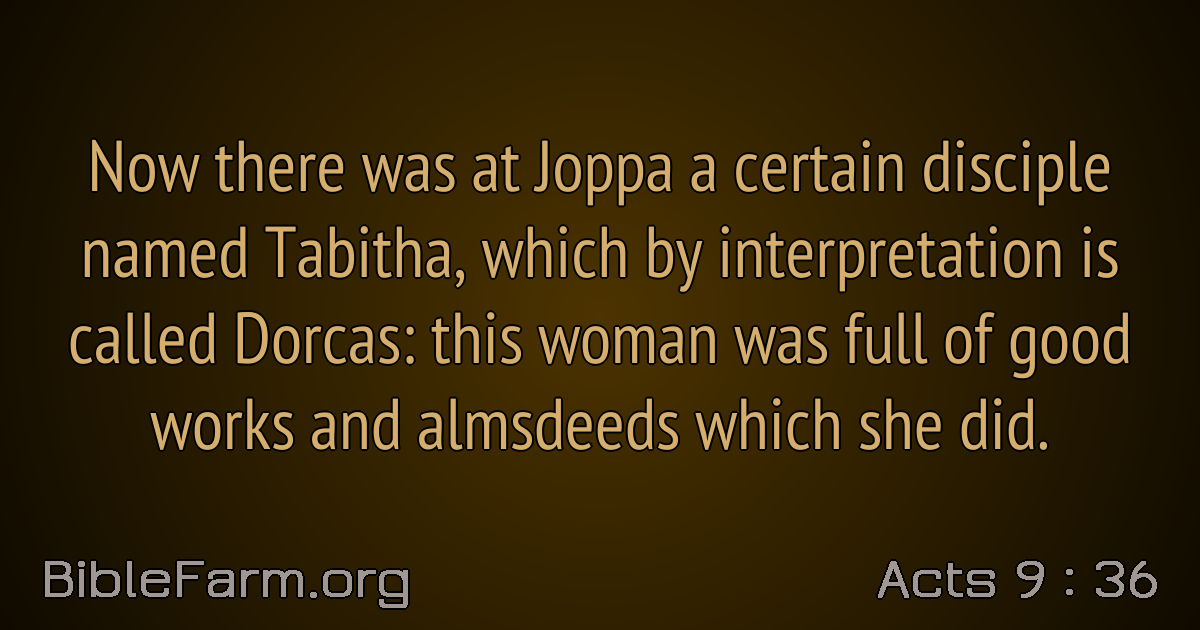 Now there was at Joppa a certain disciple
named Tabitha, which by interpretation is
called Dorcas: this woman was full of good
works and almsdeeds which she did.
BibleFarm.org
Acts 9 : 36